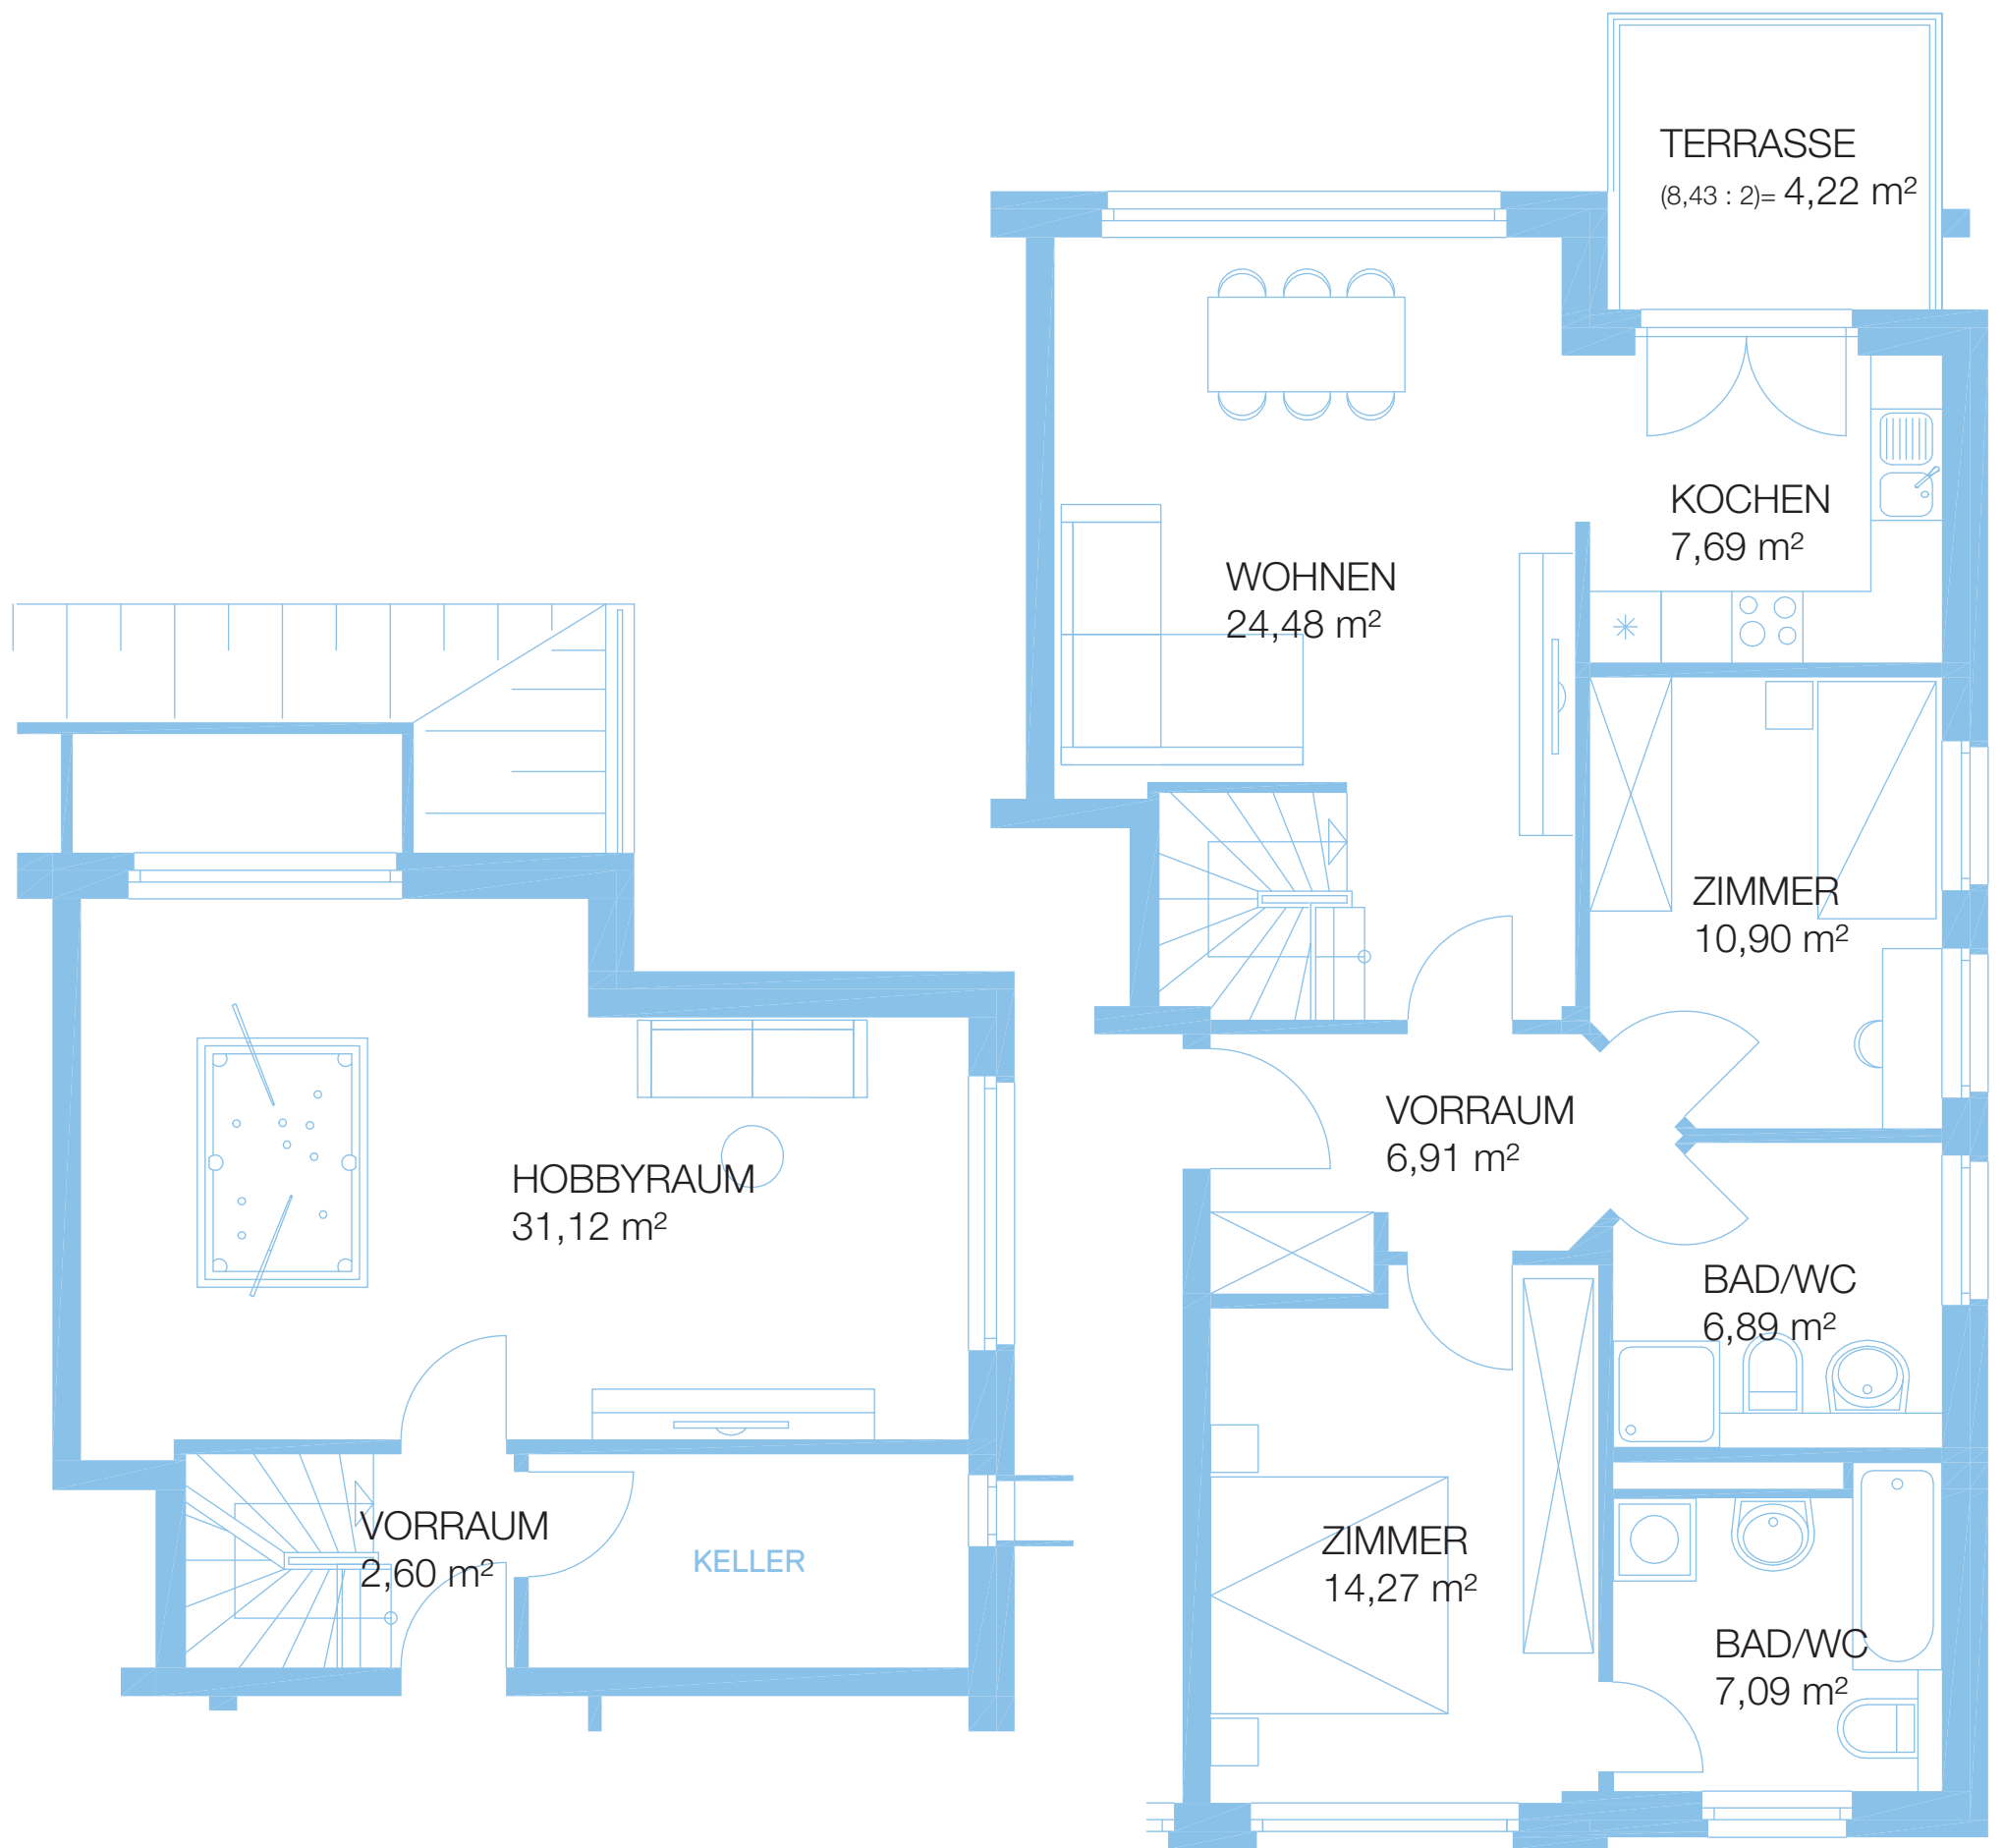 TERRASSE
(8,43 : 2)= 4,22 m²
KOCHEN
7,69 m²
WOHNEN
24,48 m²
ZIMMER
10,90 m²
VORRAUM
6,91 m²
HOBBYRAUM
31,12 m²
BAD/WC
6,89 m²
VORRAUM
2,60 m²
KELLER
ZIMMER
14,27 m²
BAD/WC
7,09 m²